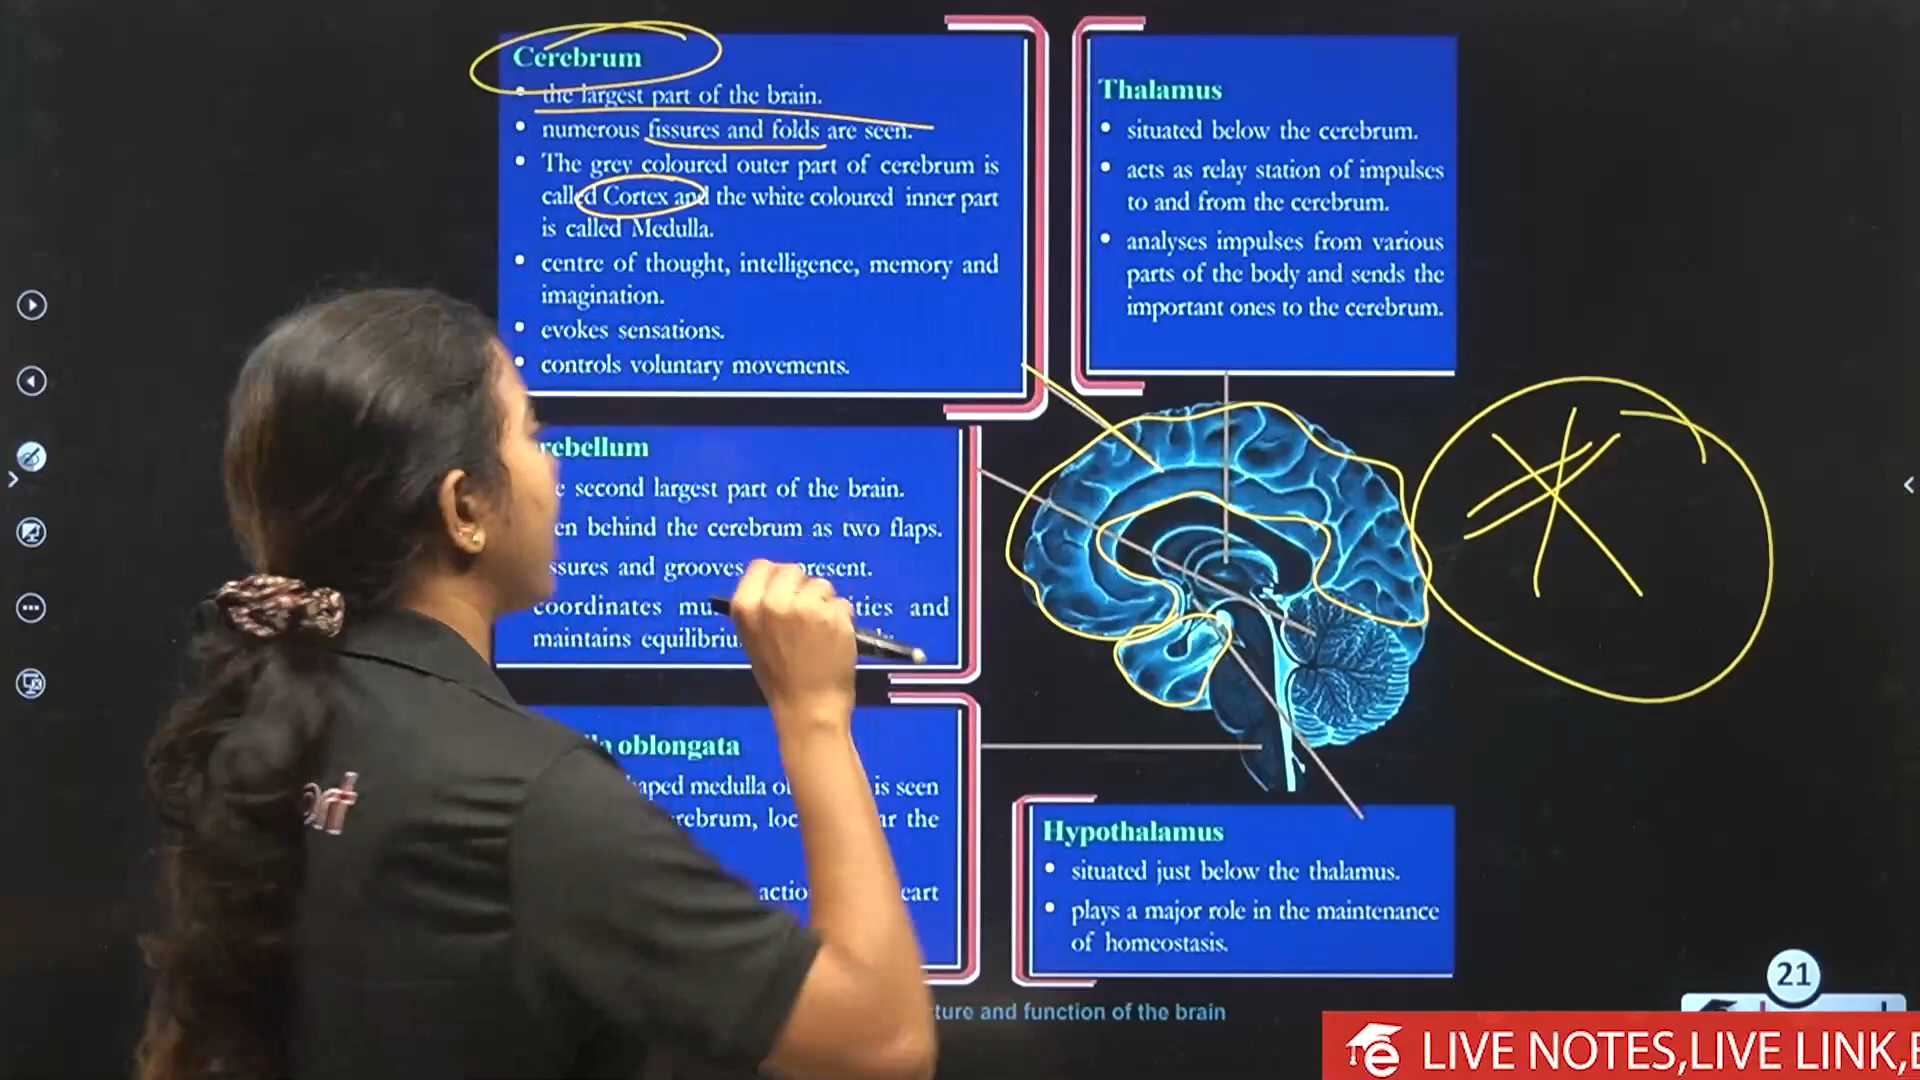 Cerebrum
the largest part of the brain.
numerous fissures and folds are seen.
The grey coloured outer part of cerebrum is
called Cortex and the white coloured inner part
is called Medulla.
centre of thought, intelligence, memory and
imagination.
evokes sensations.
controls voluntary movements.
Thalamus
situated below the cerebrum.
acts as relay station of impulses
to and from the cerebrum.
analyses impulses from various
parts of the body and sends the
important ones to the cerebrum.
rebellum
second largest part of the brain.
behind the cerebrum as two flaps.
ssures and grooves present.
coordinates mu ities and
maintains equilibriu
oblongata
aped medulla is seen
rebrum, loc the
actio eart
Hypothalamus
situated just below the thalamus.
plays a major role in the maintenance
of homeostasis.
ture and function of the brain
21
LIVE NOTES,LIVE LINK,E